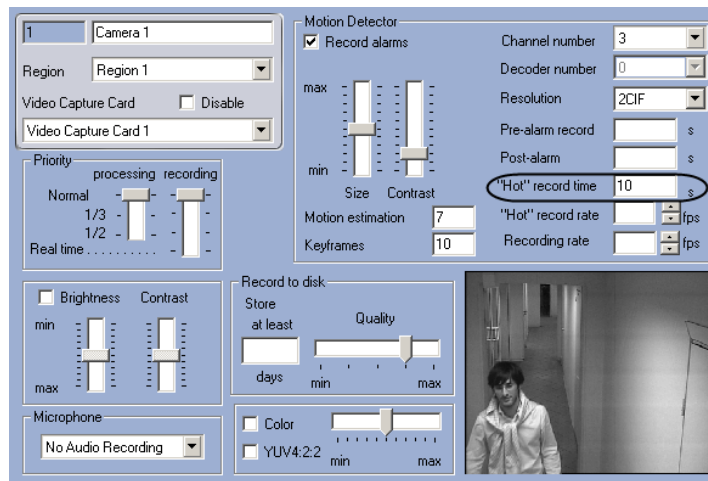 1
Camera 1
Region
Region 1
Video Capture Card
Disable
Video Capture Card 1
Priority
processing recording
Normal
1/3
1/2
Real time
Brightness
Contrast
min
max
Microphone
No Audio Recording
Motion Detector
Record alarms
max
min
Size
Contrast
Motion estimation
7
Keyframes
10
Channel number
3
Decoder number
0
Resolution
2CIF
Pre-alarm record
s
Post-alarm
s
"Hot" record time
10
s
"Hot" record rate
fps
Recording rate
fps
Record to disk
Store
at least
days
Quality
min
max
Color
YUV4:2:2
min
max